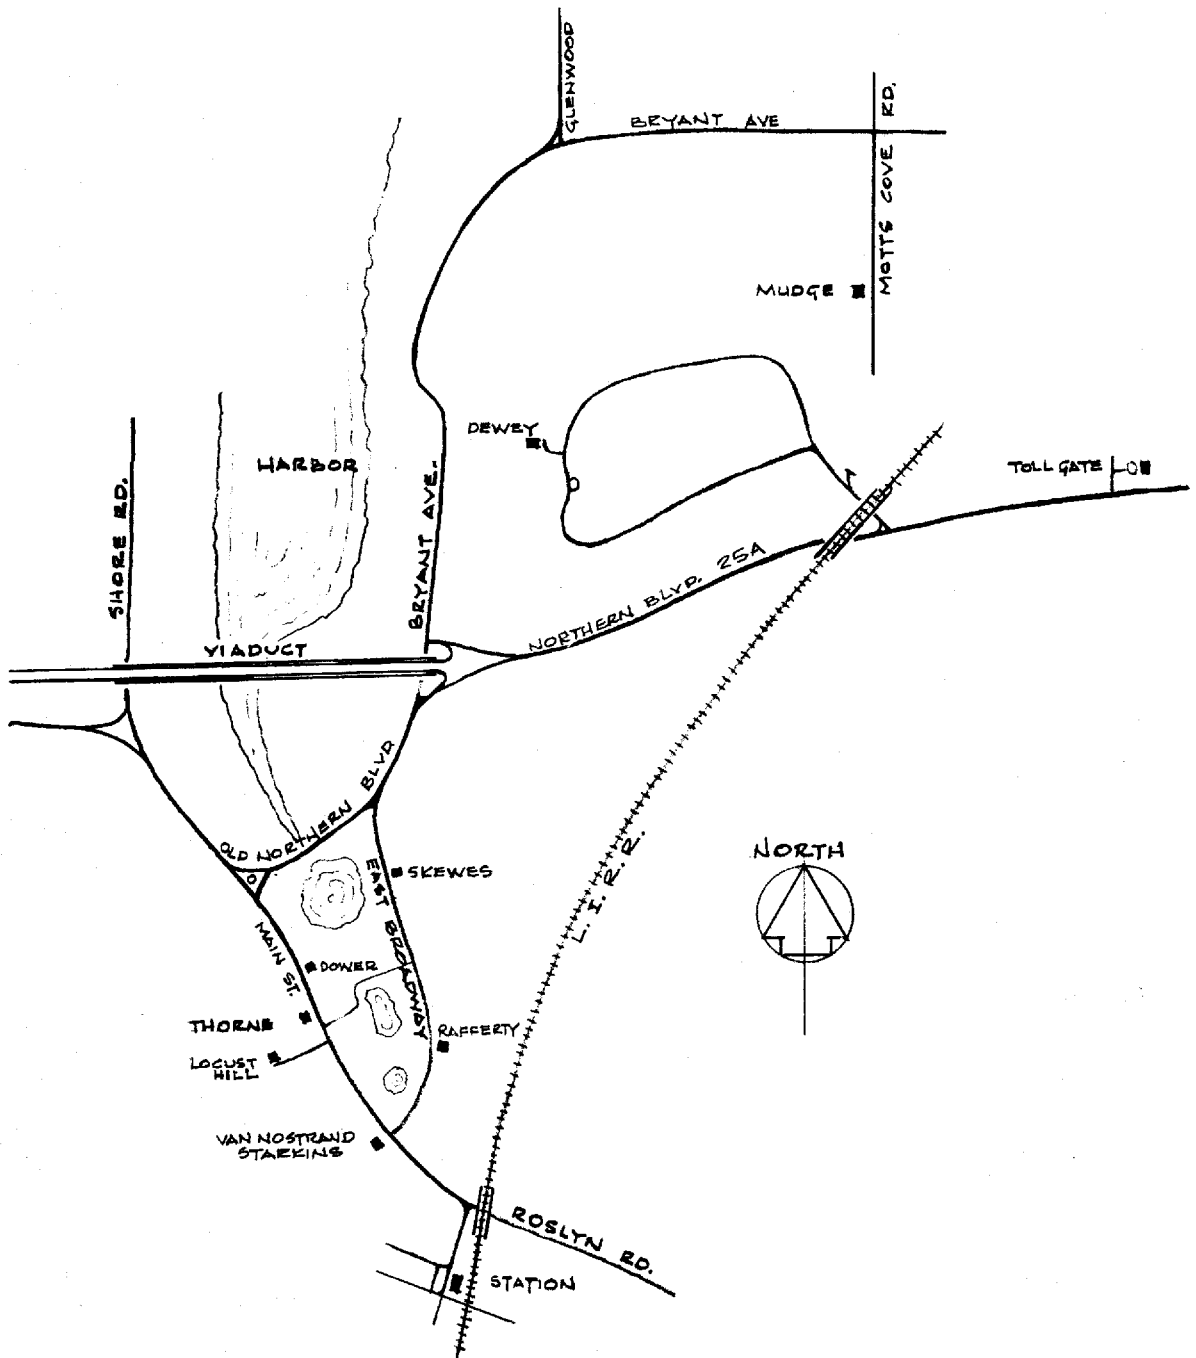 GLENWOOD
BRYANT AVE
MOTTS COVE RD.
MUDGE
DEWEY
HARBOR
TOLL GATE
SHORE RD.
BRYANT AVE.
NORTHERN BLVD. 25A
VIADUCT
OLD NORTHERN BLVD
L. I. R. R.
NORTH
EAST BROADWAY
SKEWES
MAIN ST.
DOWER
THORNE
RAFFERTY
LOCUST
HILL
VAN NOSTRAND
STARKINS
ROSLYN RD.
STATION